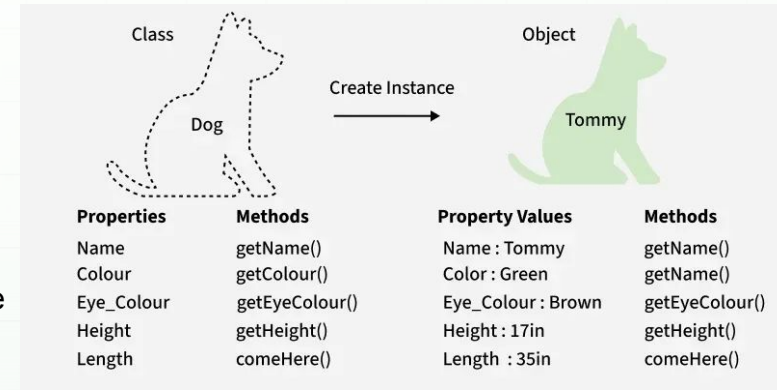 Class
Object
Create Instance
Dog
Tommy
Properties Methods Property Values Methods
Name getName() Name : Tommy getName()
Colour getColour() Color : Green getName()
e Eye_Colour getEyeColour() Eye_Colour : Brown getEyeColour()
Height getHeight() Height : 17in getHeight()
Length comeHere() Length : 35in comeHere()